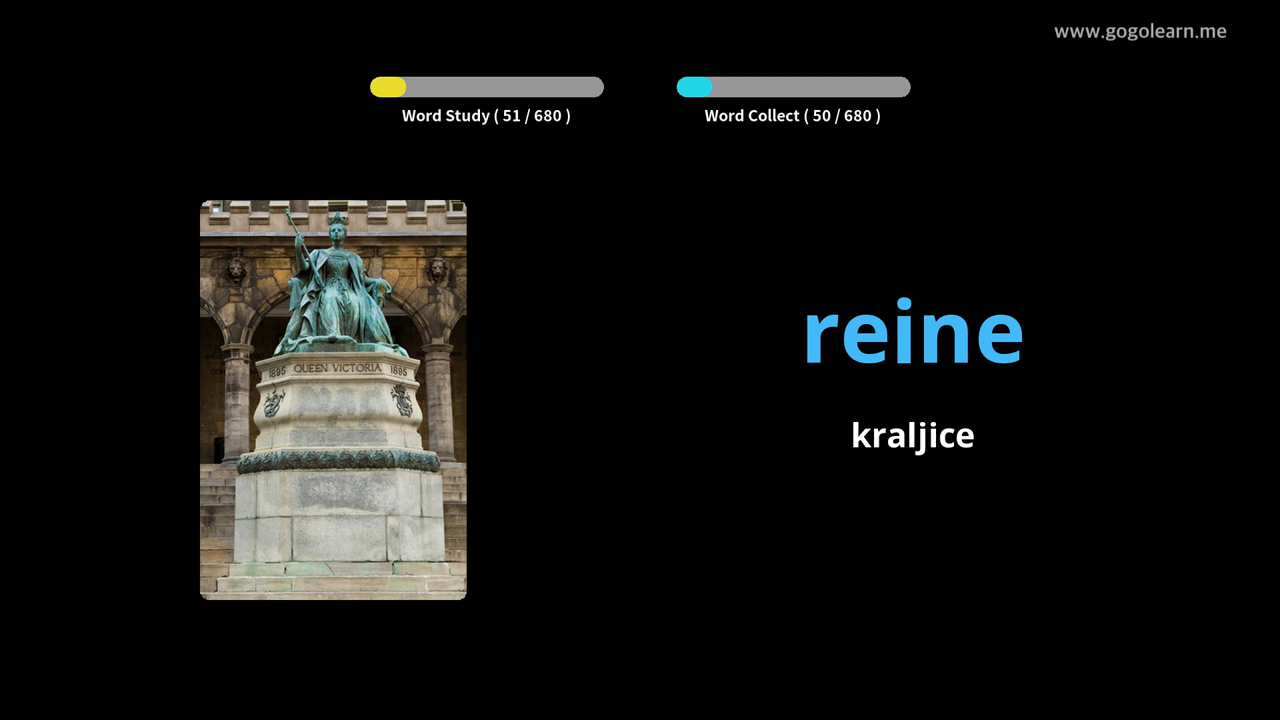 www.gogolearn.me
Word Study ( 51 / 680 )
Word Collect ( 50 / 680 )
1895 QUEEN VICTORIA 1895
reine
kraljice